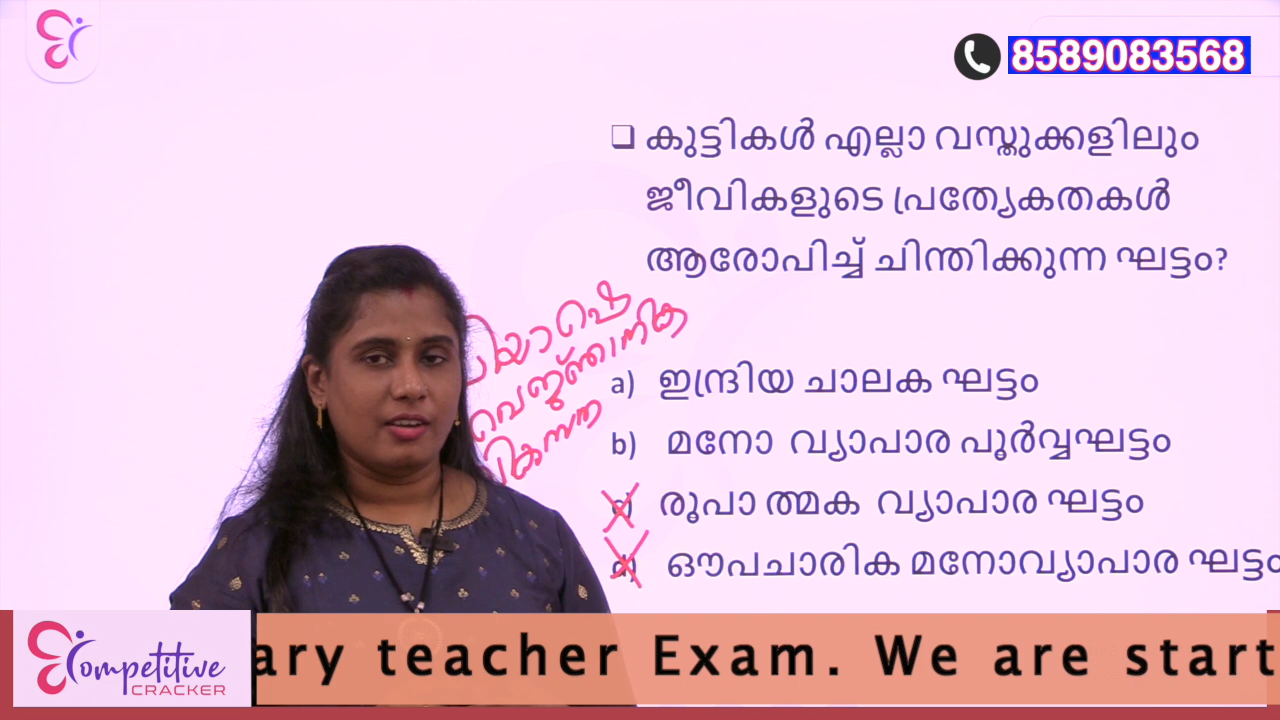 8589083568
❑ കുട്ടികൾ എല്ലാ വസ്തുക്കളിലും
ജീവികളുടെ പ്രത്യേകതകൾ
ആരോപിച്ച് ചിന്തിക്കുന്ന ഘട്ടം?
a) ഇന്ദ്രിയ ചാലക ഘട്ടം
b) മനോ വ്യാപാര പൂർവ്വഘട്ടം
രൂപാ ത്മക വ്യാപാര ഘട്ടം
ഔപചാരിക മനോവ്യാപാര ഘട്ടം
Competitive
CRACKER
ary teacher Exam. We are start